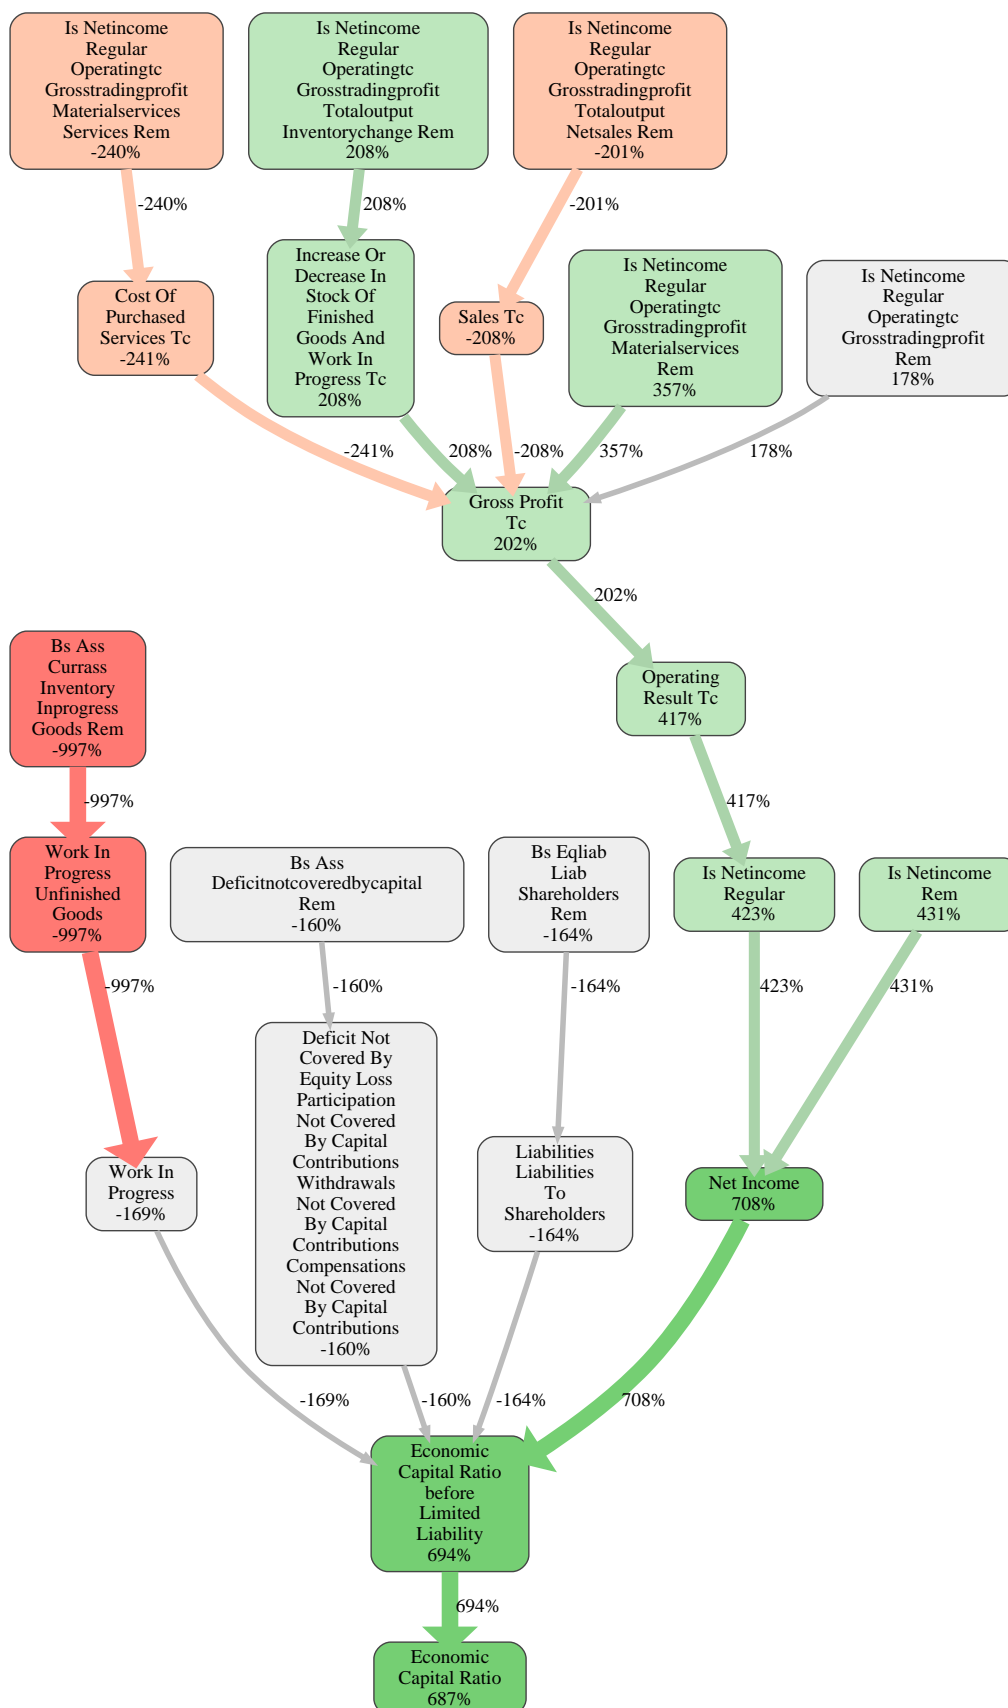 Is Netincome
Regular
Operatingtc
Grosstradingprofit
Materialservices
Services Rem
-240%
Is Netincome
Regular
Operatingtc
Grosstradingprofit
Totaloutput
Inventorychange Rem
208%
Is Netincome
Regular
Operatingtc
Grosstradingprofit
Totaloutput
Netsales Rem
-201%
-240%
208%
-201%
Cost Of
Purchased
Services Tc
-241%
Increase Or
Decrease In
Stock Of
Finished
Goods And
Work In
Progress Tc
208%
Sales Tc
-208%
Is Netincome
Regular
Operatingtc
Grosstradingprofit
Materialservices
Rem
357%
Is Netincome
Regular
Operatingtc
Grosstradingprofit
Rem
178%
-241%
208%
-208%
357%
178%
Gross Profit
Tc
202%
202%
Bs Ass
Currass
Inventory
Inprogress
Goods Rem
-997%
Operating
Result Tc
417%
-997%
417%
Work In
Progress
Unfinished
Goods
-997%
Bs Ass
Deficitnotcoveredbycapital
Rem
-160%
Bs Eqliab
Liab
Shareholders
Rem
-164%
Is Netincome
Regular
423%
Is Netincome
Rem
431%
-997%
-160%
-164%
423%
431%
Deficit Not
Covered By
Equity Loss
Participation
Not Covered
By Capital
Contributions
Withdrawals
Not Covered
By Capital
Contributions
Compensations
Not Covered
By Capital
Contributions
-160%
Work In
Progress
-169%
Liabilities
Liabilities
To
Shareholders
-164%
Net Income
708%
-169%
-160%
-164%
708%
Economic
Capital Ratio
before
Limited
Liability
694%
694%
Economic
Capital Ratio
687%